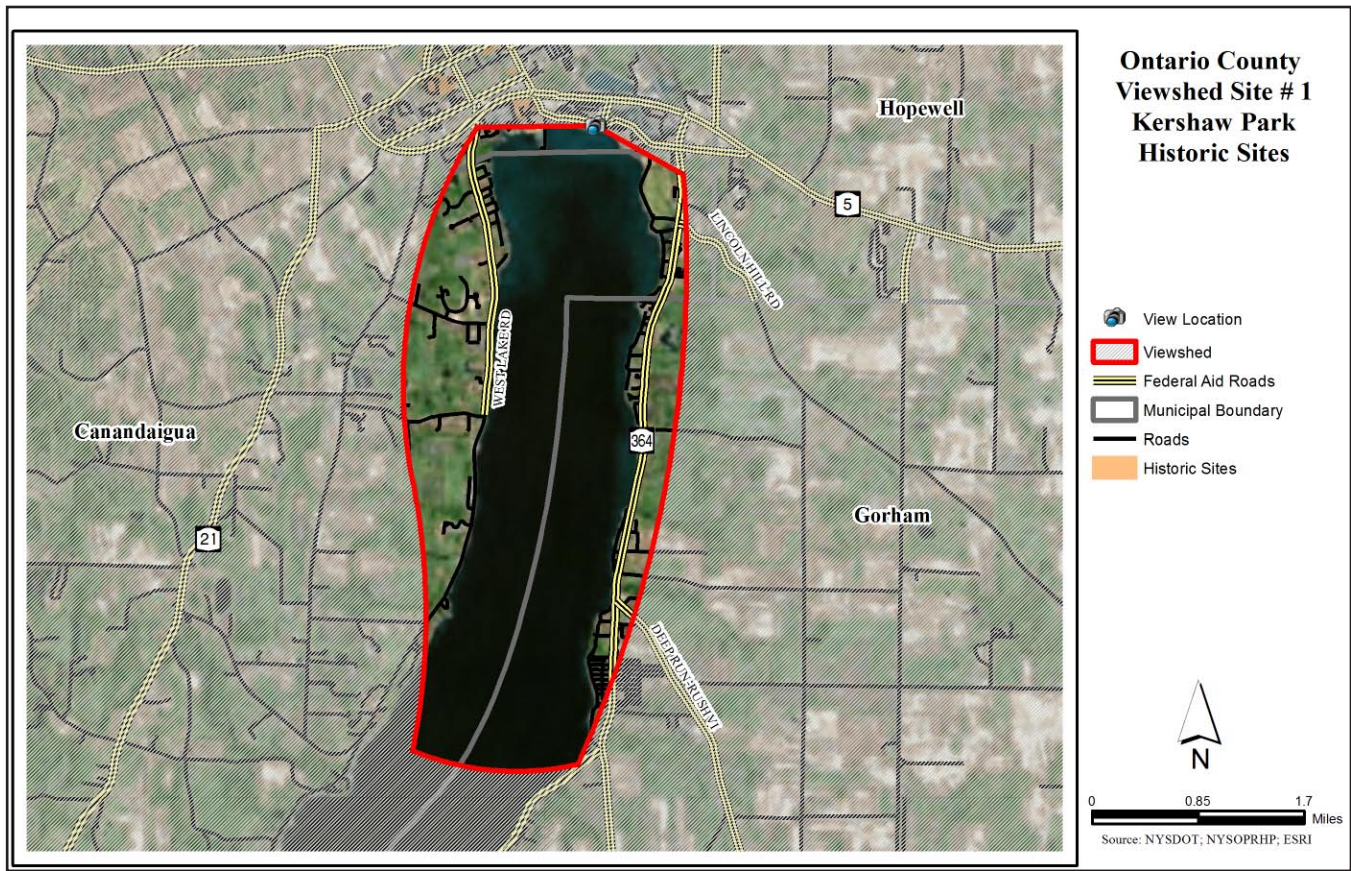 Ontario County
Viewshed Site # 1
Kershaw Park
Historic Sites
Hopewell
5
LINCOLN HILL RD
WEST LAKE RD
Canandaigua
364
Gorham
21
DEEP RUN-RUSHVI
View Location
Viewshed
Federal Aid Roads
Municipal Boundary
Roads
Historic Sites
N
0 0.85 1.7
Miles
Source: NYSDOT; NYSOPRHP; ESRI